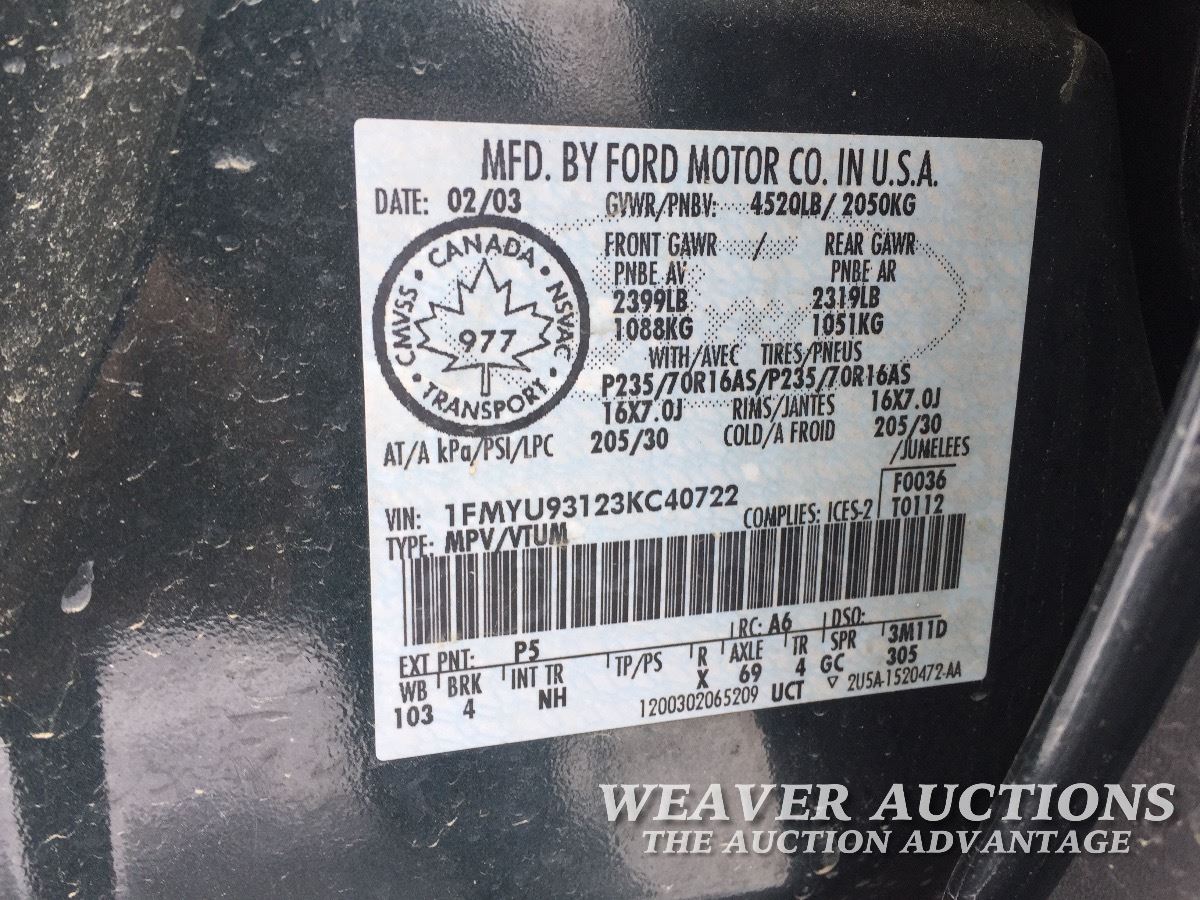 MFD. BY FORD MOTOR CO. IN U.S.A.
DATE: 02/03 GVWR/PNBV: 4520LB/ 2050KG
FRONT GAWR / REAR GAWR
PNBE AV PNBE AR
2399LB 2319LB
1088KG 1051KG
CANADA • NSVAC • TRANSPORT • CMVSS •
977
WITH/AVEC TIRES/PNEUS
P235/70R16AS/P235/70R16AS
16X7.0J RIMS/JANTES 16X7.0J
AT/A kPa/PSI/LPC 205/30 COLD/A FROID 205/30
/JUMELEES
VIN: 1FMYU93123KC40722 F0036
TYPE: MPV/VTUM COMPLIES: ICES-2 T0112
EXT PNT: P5 RC: A6 DSO:
WB BRK INT TR TP/PS R AXLE TR SPR 3M11D
103 4 NH X 69 4 GC 305
1200302065209 UCT ▽ 2U5A-1520472-AA
WEAVER AUCTIONS
THE AUCTION ADVANTAGE